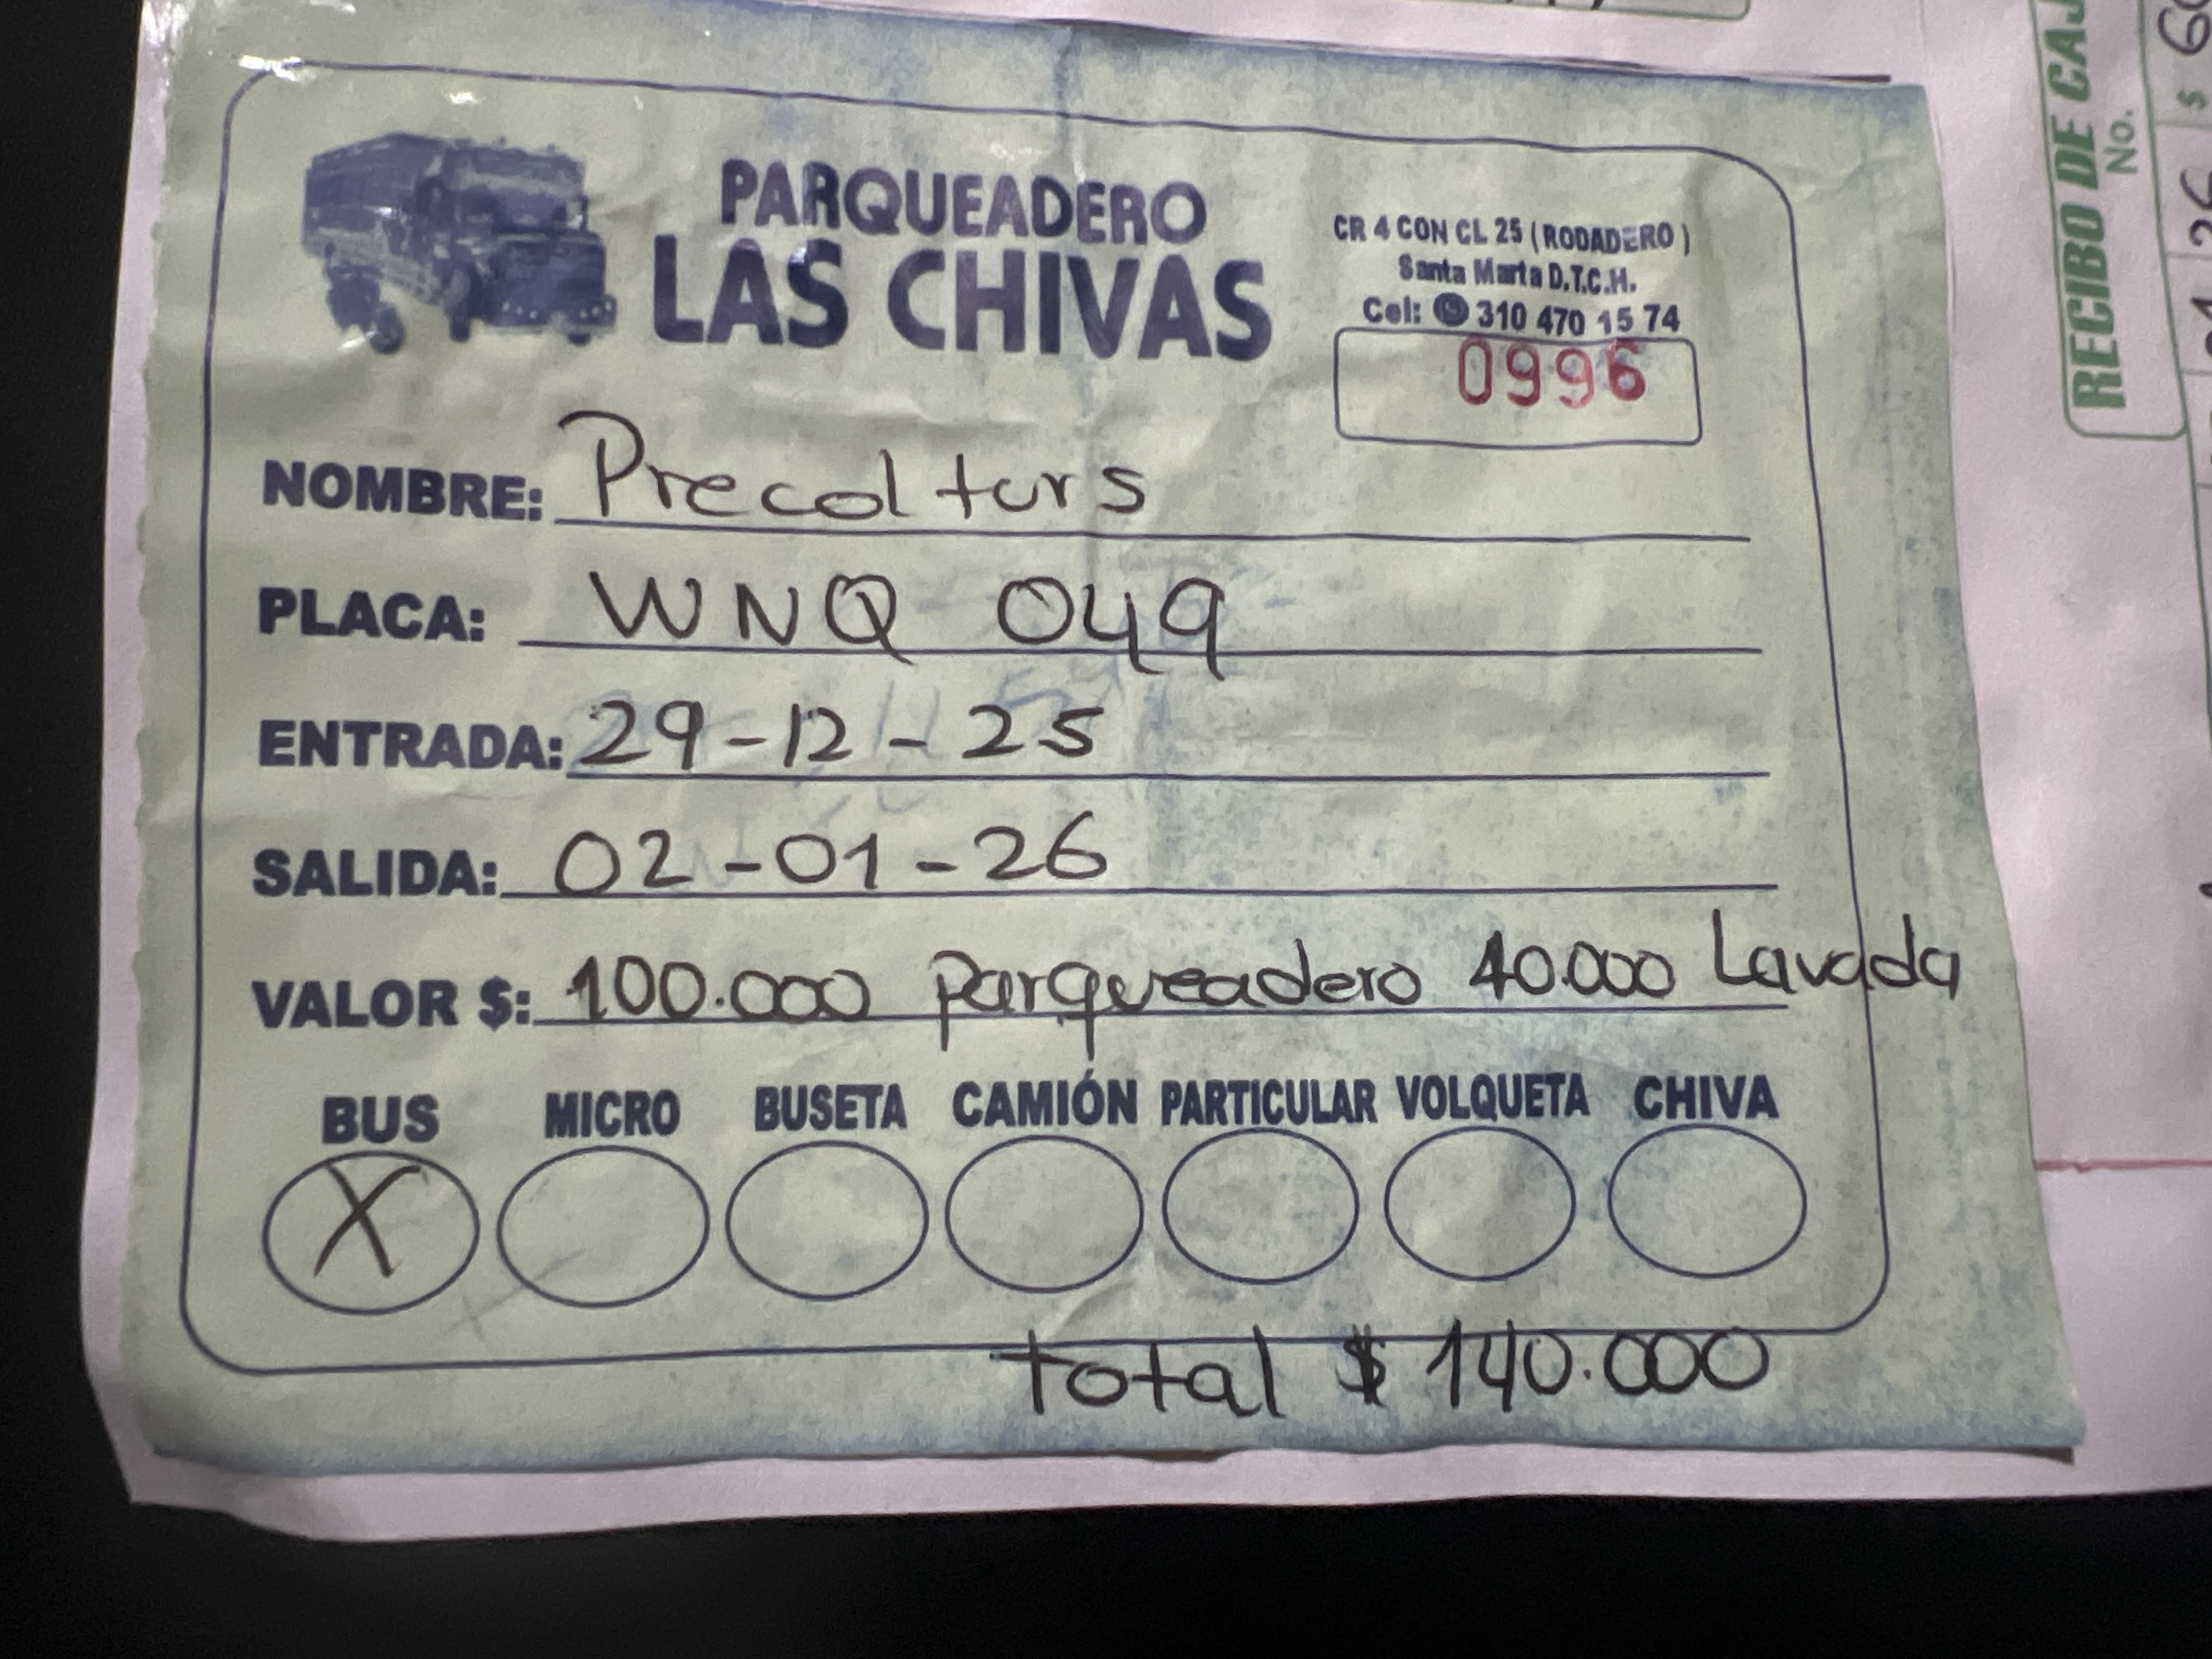 PARQUEADERO
LAS CHIVAS
CR 4 CON CL 25 (RODADERO)
Santa Marta D.T.C.H.
Cel: 310 470 15 74
0996
NOMBRE: Precolturs
PLACA: WNQ 049
ENTRADA: 29-12-25
SALIDA: 02-01-26
VALOR $: 100.000 parqueadero 40.000 Lavada
BUS MICRO BUSETA CAMIÓN PARTICULAR VOLQUETA CHIVA
X
total $ 140.000
RECIBO DE CAJ
No.
26 $